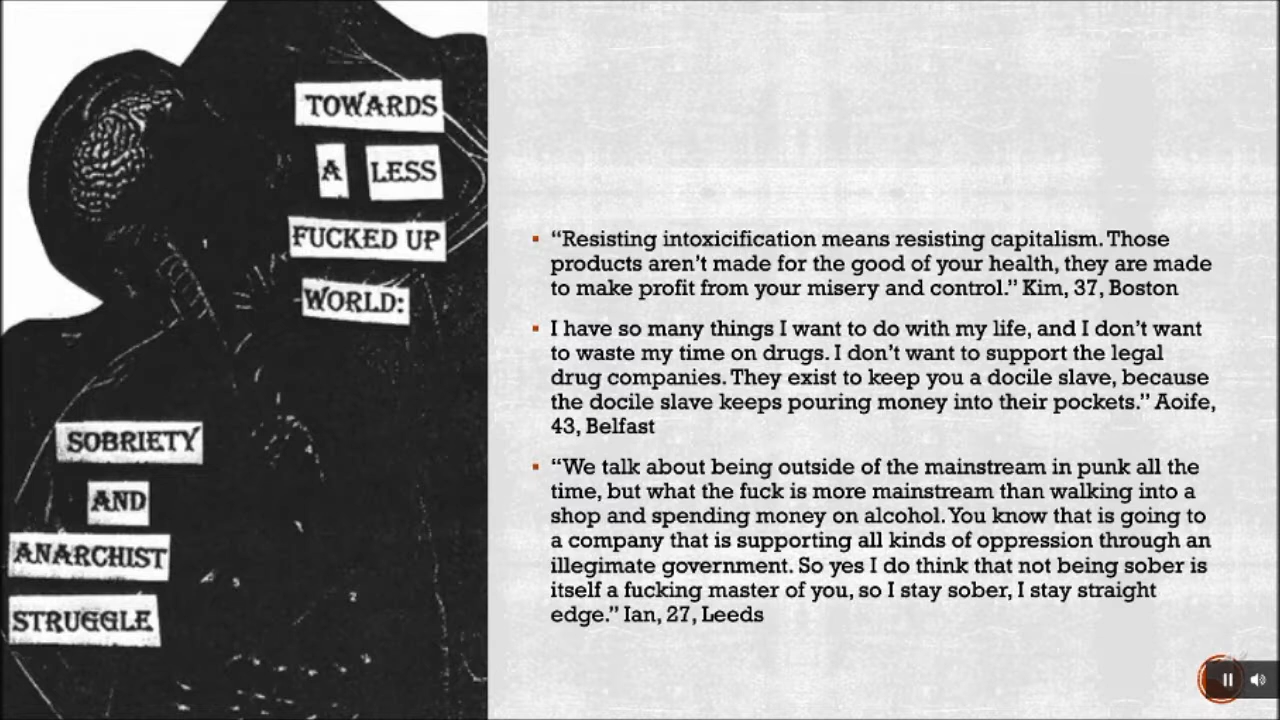 TOWARDS
A LESS
FUCKED UP
WORLD:
SOBRIETY
AND
ANARCHIST
STRUGGLE
1
4
3
2
▪ “Resisting intoxicification means resisting capitalism. Those
products aren’t made for the good of your health, they are made
to make profit from your misery and control.” Kim, 37, Boston
▪ I have so many things I want to do with my life, and I don’t want
to waste my time on drugs. I don’t want to support the legal
drug companies. They exist to keep you a docile slave, because
the docile slave keeps pouring money into their pockets.” Aoife,
43, Belfast
▪ “We talk about being outside of the mainstream in punk all the
time, but what the fuck is more mainstream than walking into a
shop and spending money on alcohol. You know that is going to
a company that is supporting all kinds of oppression through an
illegimate government. So yes I do think that not being sober is
itself a fucking master of you, so I stay sober, I stay straight
edge.” Ian, 27, Leeds